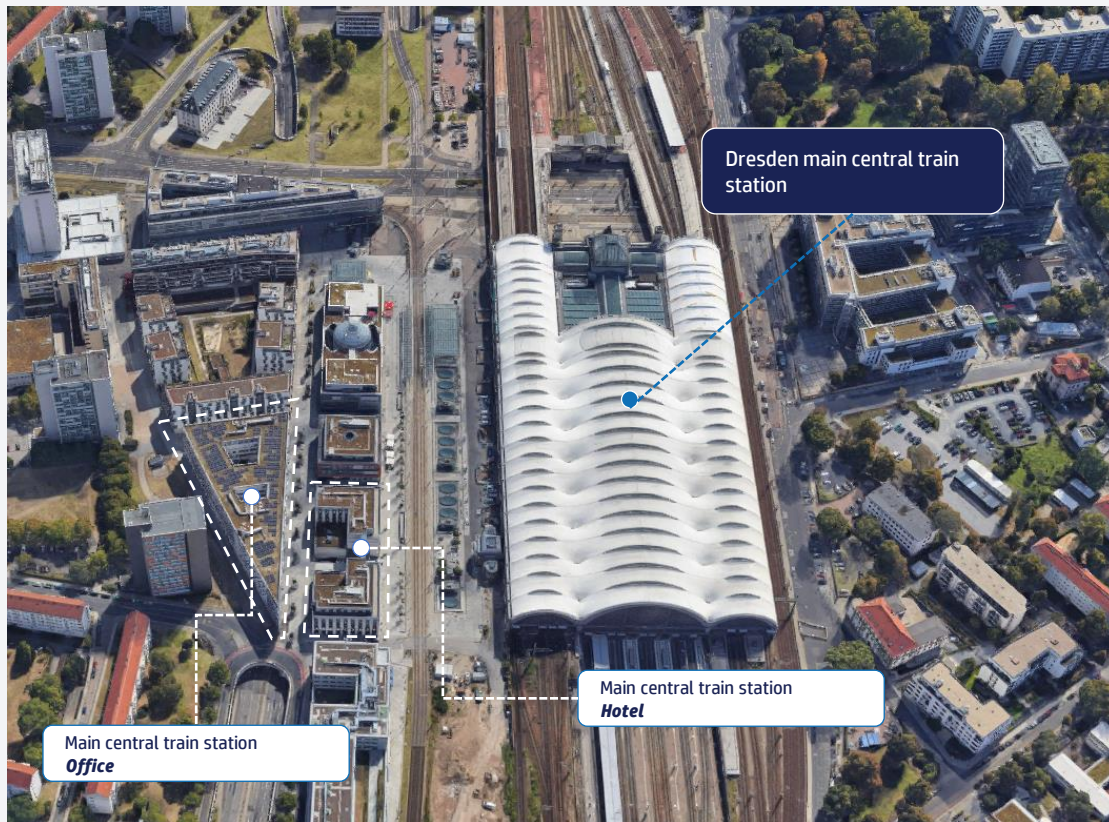 Dresden main central train
station
Main central train station
Hotel
Main central train station
Office